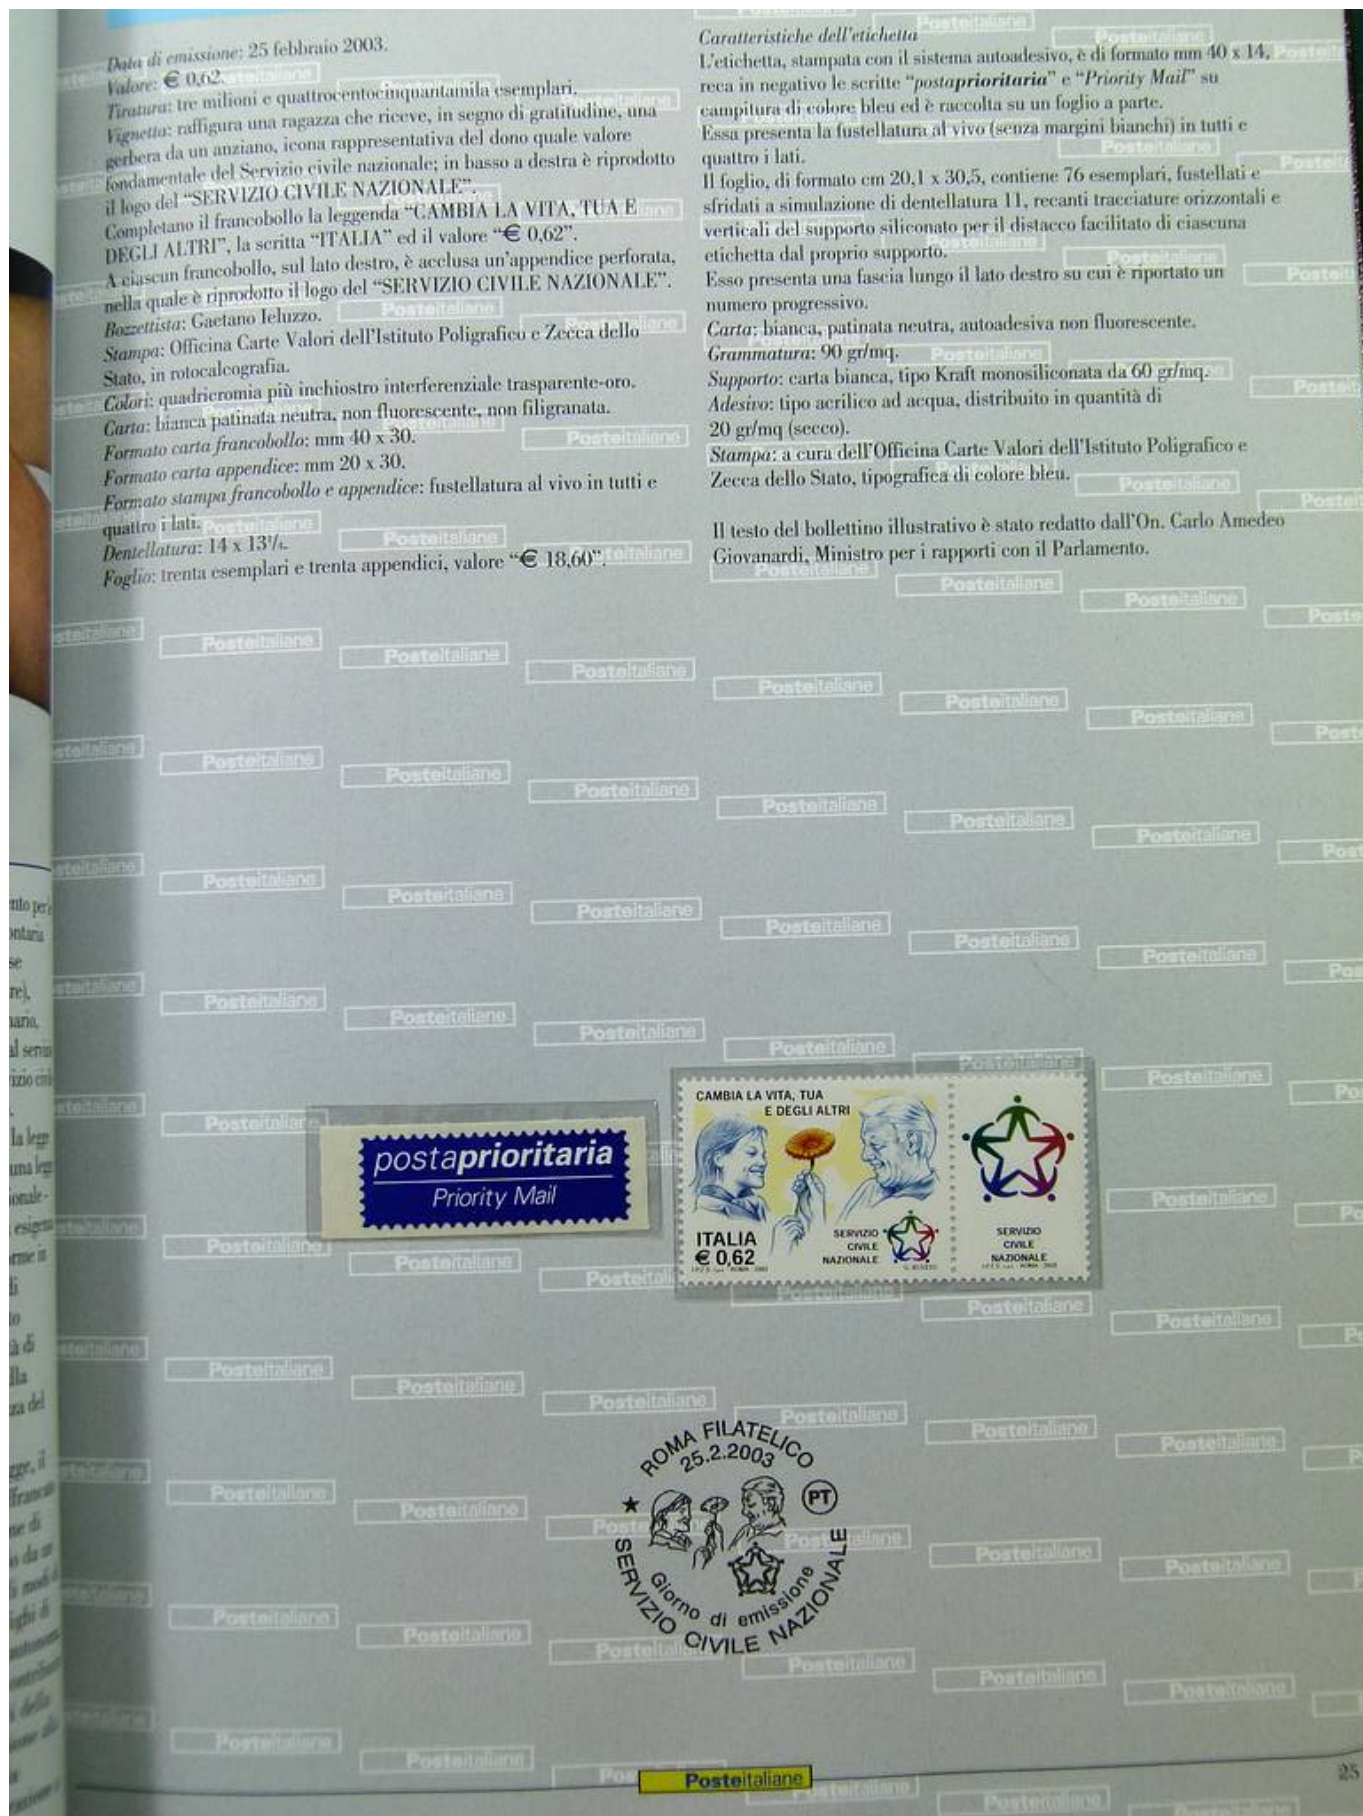 Data di emissione: 25 febbraio 2003.
Valore: € 0,62.
Tiratura: tre milioni e quattrocentocinquantamila esemplari.
Vignetta: raffigura una ragazza che riceve, in segno di gratitudine, una
gerbera da un anziano, icona rappresentativa del dono quale valore
fondamentale del Servizio civile nazionale; in basso a destra è riprodotto
il logo del “SERVIZIO CIVILE NAZIONALE”.
Completano il francobollo la leggenda “CAMBIA LA VITA, TUA E
DEGLI ALTRI”, la scritta “ITALIA” ed il valore “€ 0,62”.
A ciascun francobollo, sul lato destro, è acclusa un'appendice perforata,
nella quale è riprodotto il logo del “SERVIZIO CIVILE NAZIONALE”.
Bozzettista: Gaetano Ieluzzo.
Stampa: Officina Carte Valori dell'Istituto Poligrafico e Zecca dello
Stato, in rotocalcografia.
Colori: quadricromia più inchiostro interferenziale trasparente-oro.
Carta: bianca patinata neutra, non fluorescente, non filigranata.
Formato carta francobollo: mm 40 x 30.
Formato carta appendice: mm 20 x 30.
Formato stampa francobollo e appendice: fustellatura al vivo in tutti e
quattro i lati.
Dentellatura: 14 x 13¹/₄.
Foglio: trenta esemplari e trenta appendici, valore “€ 18,60”.
Caratteristiche dell'etichetta
L'etichetta, stampata con il sistema autoadesivo, è di formato mm 40 x 14,
reca in negativo le scritte “postaprioritaria” e “Priority Mail” su
campitura di colore bleu ed è raccolta su un foglio a parte.
Essa presenta la fustellatura al vivo (senza margini bianchi) in tutti e
quattro i lati.
Il foglio, di formato cm 20,1 x 30,5, contiene 76 esemplari, fustellati e
sfridati a simulazione di dentellatura 11, recanti tracciature orizzontali e
verticali del supporto siliconato per il distacco facilitato di ciascuna
etichetta dal proprio supporto.
Esso presenta una fascia lungo il lato destro su cui è riportato un
numero progressivo.
Carta: bianca, patinata neutra, autoadesiva non fluorescente.
Grammatura: 90 gr/mq.
Supporto: carta bianca, tipo Kraft monosiliconata da 60 gr/mq.
Adesivo: tipo acrilico ad acqua, distribuito in quantità di
20 gr/mq (secco).
Stampa: a cura dell'Officina Carte Valori dell'Istituto Poligrafico e
Zecca dello Stato, tipografica di colore bleu.
Il testo del bollettino illustrativo è stato redatto dall'On. Carlo Amedeo
Giovanardi, Ministro per i rapporti con il Parlamento.
postaprioritaria
Priority Mail
CAMBIA LA VITA, TUA
E DEGLI ALTRI
ITALIA
€ 0,62
SERVIZIO
CIVILE
NAZIONALE
SERVIZIO
CIVILE
NAZIONALE
ROMA FILATELICO
25.2.2003
PT
Giorno di emissione
SERVIZIO CIVILE NAZIONALE
Posteitaliane
25